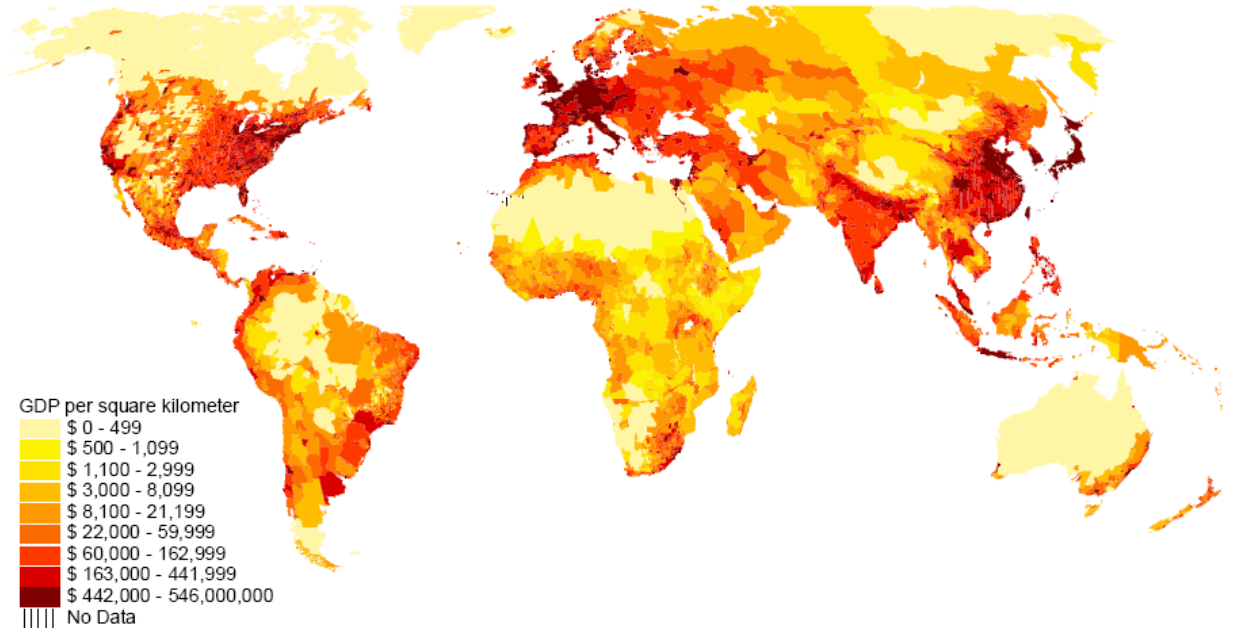 GDP per square kilometer
$ 0 - 499
$ 500 - 1,099
$ 1,100 - 2,999
$ 3,000 - 8,099
$ 8,100 - 21,199
$ 22,000 - 59,999
$ 60,000 - 162,999
$ 163,000 - 441,999
$ 442,000 - 546,000,000
No Data